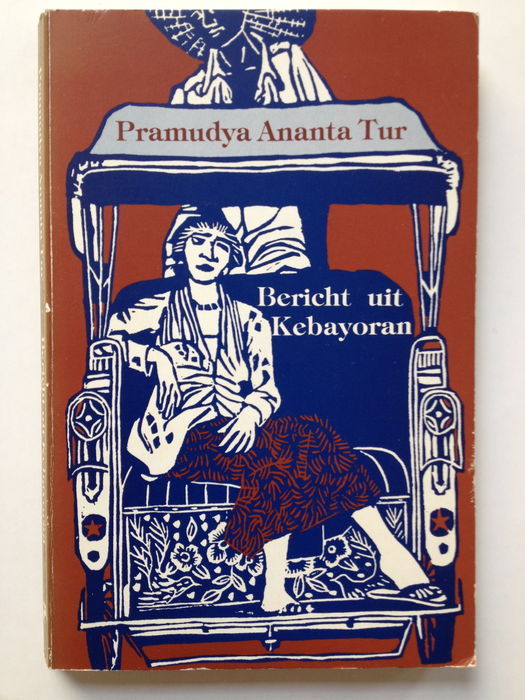 Pramudya Ananta Tur
Bericht uit
Kebayoran